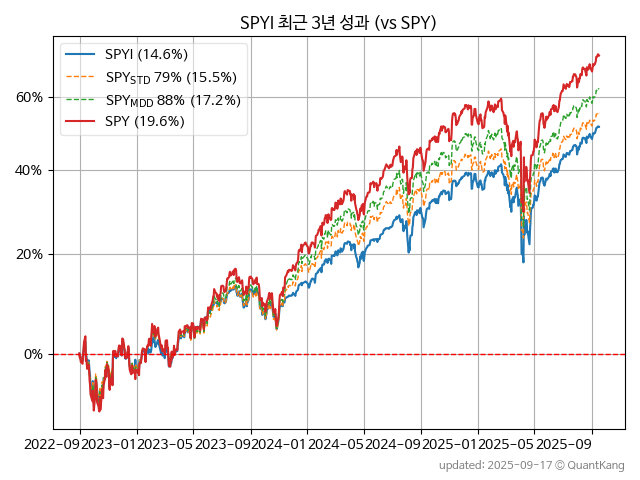 SPYI 최근 3년 성과 (vs SPY)
SPYI (14.6%)
SPY_STD 79% (15.5%)
SPY_MDD 88% (17.2%)
SPY (19.6%)
60%
40%
20%
0%
2022-09 2023-01 2023-05 2023-09 2024-01 2024-05 2024-09 2025-01 2025-05 2025-09
updated: 2025-09-17 © QuantKang